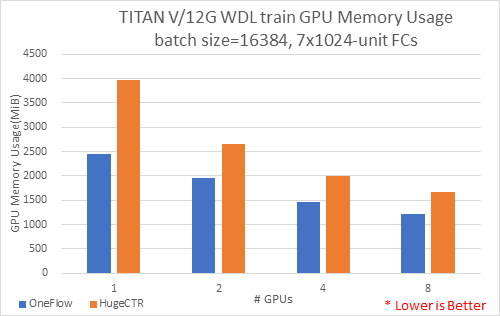 TITAN V/12G WDL train GPU Memory Usage
batch size=16384, 7x1024-unit FCs
GPU Memory Usage(MiB)
4500
4000
3500
3000
2500
2000
1500
1000
500
0
1 2 4 8
# GPUs
OneFlow HugeCTR
* Lower is Better